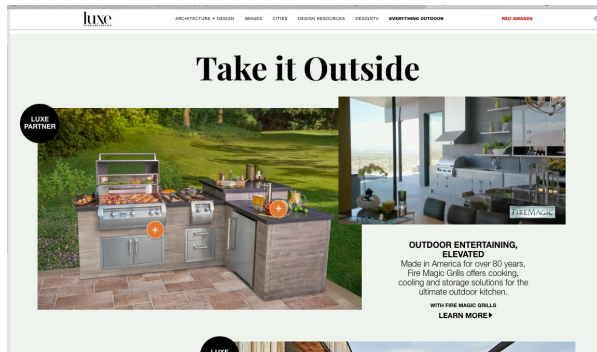 luxe
INTERIORS+DESIGN
ARCHITECTURE + DESIGN IMAGES CITIES DESIGN RESOURCES DESIGNTV EVERYTHING OUTDOOR RED AWARDS
Take it Outside
LUXE
PARTNER
FIREMAGIC
OUTDOOR ENTERTAINING,
ELEVATED
Made in America for over 80 years,
Fire Magic Grills offers cooking,
cooling and storage solutions for the
ultimate outdoor kitchen.
WITH FIRE MAGIC GRILLS
LEARN MORE
LUXE